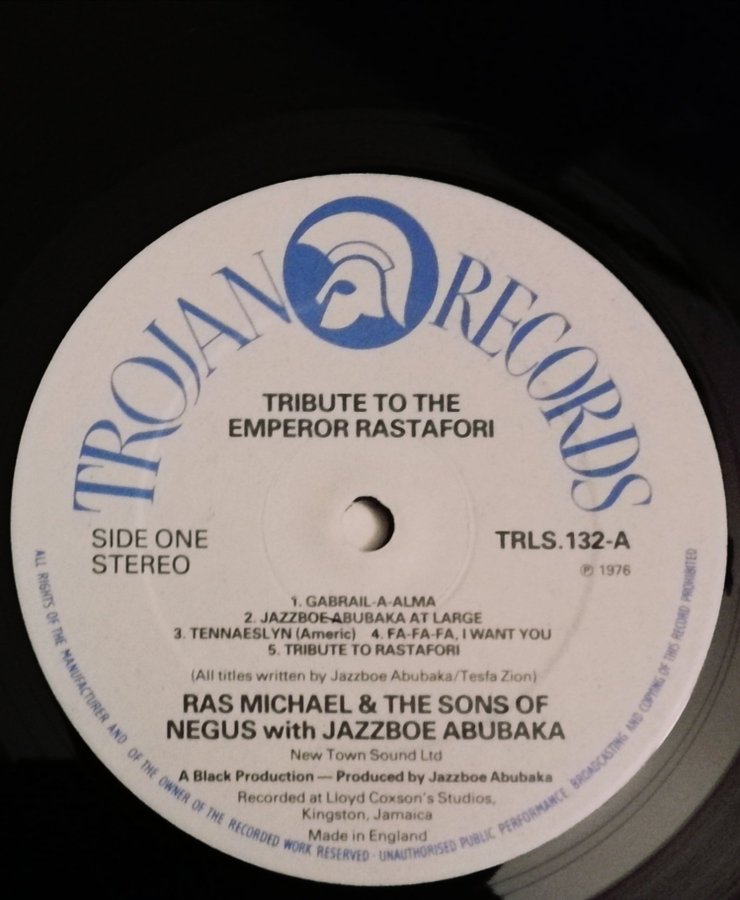 TROJAN RECORDS
TRIBUTE TO THE
EMPEROR RASTAFORI
SIDE ONE
STEREO
TRLS.132-A
℗ 1976
1. GABRAIL-A-ALMA
2. JAZZBOE ABUBAKA AT LARGE
3. TENNAESLYN (Americ) 4. FA-FA-FA, I WANT YOU
5. TRIBUTE TO RASTAFORI
(All titles written by Jazzboe Abubaka/Tesfa Zion)
RAS MICHAEL & THE SONS OF
NEGUS with JAZZBOE ABUBAKA
New Town Sound Ltd
A Black Production — Produced by Jazzboe Abubaka
Recorded at Lloyd Coxson's Studios,
Kingston, Jamaica
Made in England
ALL RIGHTS OF THE MANUFACTURER AND OF THE OWNER OF THE RECORDED WORK RESERVED · UNAUTHORISED PUBLIC PERFORMANCE BROADCASTING AND COPYING OF THIS RECORD PROHIBITED